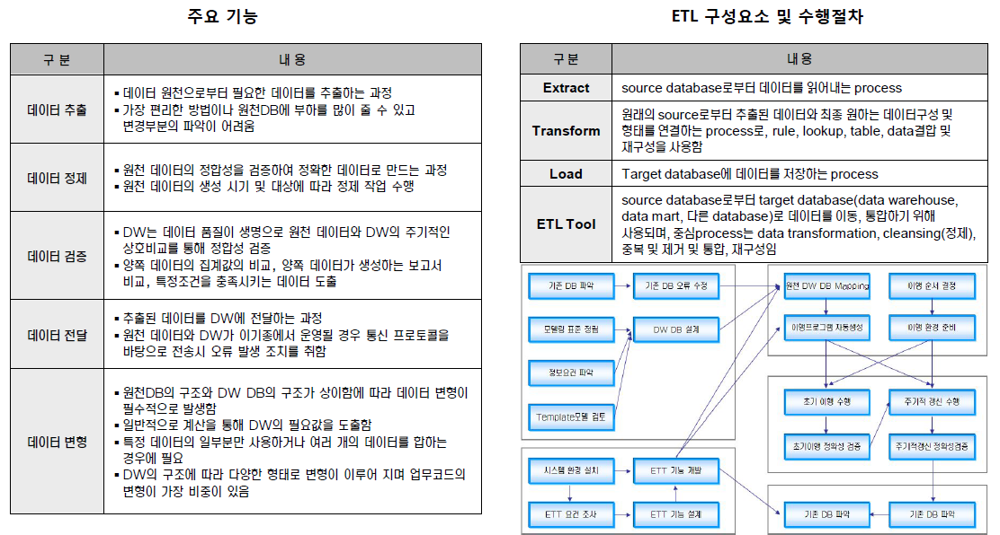 주요 기능
구 분
내 용
데이터 추출
▪ 데이터 원천으로부터 필요한 데이터를 추출하는 과정
▪ 가장 편리한 방법이나 원천DB에 부하를 많이 줄 수 있고
변경부분의 파악이 어려움
데이터 정제
▪ 원천 데이터의 정합성을 검증하여 정확한 데이터로 만드는 과정
▪ 원천 데이터의 생성 시기 및 대상에 따라 정제 작업 수행
데이터 검증
▪ DW는 데이터 품질이 생명으로 원천 데이터와 DW의 주기적인
상호비교를 통해 정합성 검증
▪ 양쪽 데이터의 집계값의 비교, 양쪽 데이터가 생성하는 보고서
비교, 특정조건을 충족시키는 데이터 도출
데이터 전달
▪ 추출된 데이터를 DW에 전달하는 과정
▪ 원천 데이터와 DW가 이기종에서 운영될 경우 통신 프로토콜을
바탕으로 전송시 오류 발생 조치를 취함
데이터 변형
▪ 원천DB의 구조와 DW DB의 구조가 상이함에 따라 데이터 변형이
필수적으로 발생함
▪ 일반적으로 계산을 통해 DW의 필요값을 도출함
▪ 특정 데이터의 일부분만 사용하거나 여러 개의 데이터를 합하는
경우에 필요
▪ DW의 구조에 따라 다양한 형태로 변형이 이루어 지며 업무코드의
변형이 가장 비중이 있음
ETL 구성요소 및 수행절차
구 분
내 용
Extract
source database로부터 데이터를 읽어내는 process
Transform
원래의 source로부터 추출된 데이터와 최종 원하는 데이터구성 및
형태를 연결하는 process로, rule, lookup, table, data결합 및
재구성을 사용함
Load
Target database에 데이터를 저장하는 process
ETL Tool
source database로부터 target database(data warehouse,
data mart, 다른 database)로 데이터를 이동, 통합하기 위해
사용되며, 중심process는 data transformation, cleansing(정제),
중복 및 제거 및 통합, 재구성임
기존 DB 파악
기존 DB 오류 수정
모델링 표준 정립
DW DB 설계
정보요건 파악
Template모델 검토
원천 DW DB Mapping
이행 순서 결정
이행프로그램 자동생성
이행 환경 준비
초기 이행 수행
주기적 갱신 수행
초기이행 정확성 검증
주기적갱신 정확성검증
시스템 환경 설치
ETT 기능 개발
ETT 요건 조사
ETT 기능 설계
기존 DB 파악
기존 DB 파악